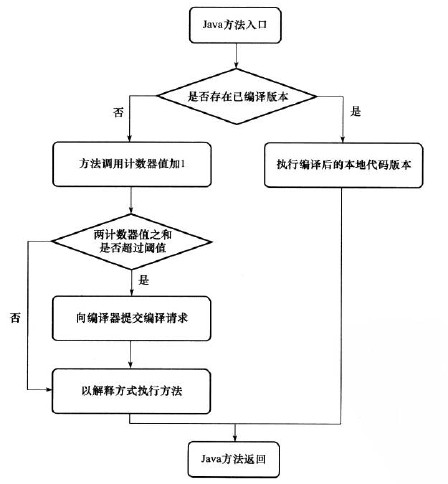 Java方法入口
是否存在已编译版本
否
是
方法调用计数器值加1
执行编译后的本地代码版本
两计数器值之和
是否超过阈值
是
否
向编译器提交编译请求
以解释方式执行方法
Java方法返回